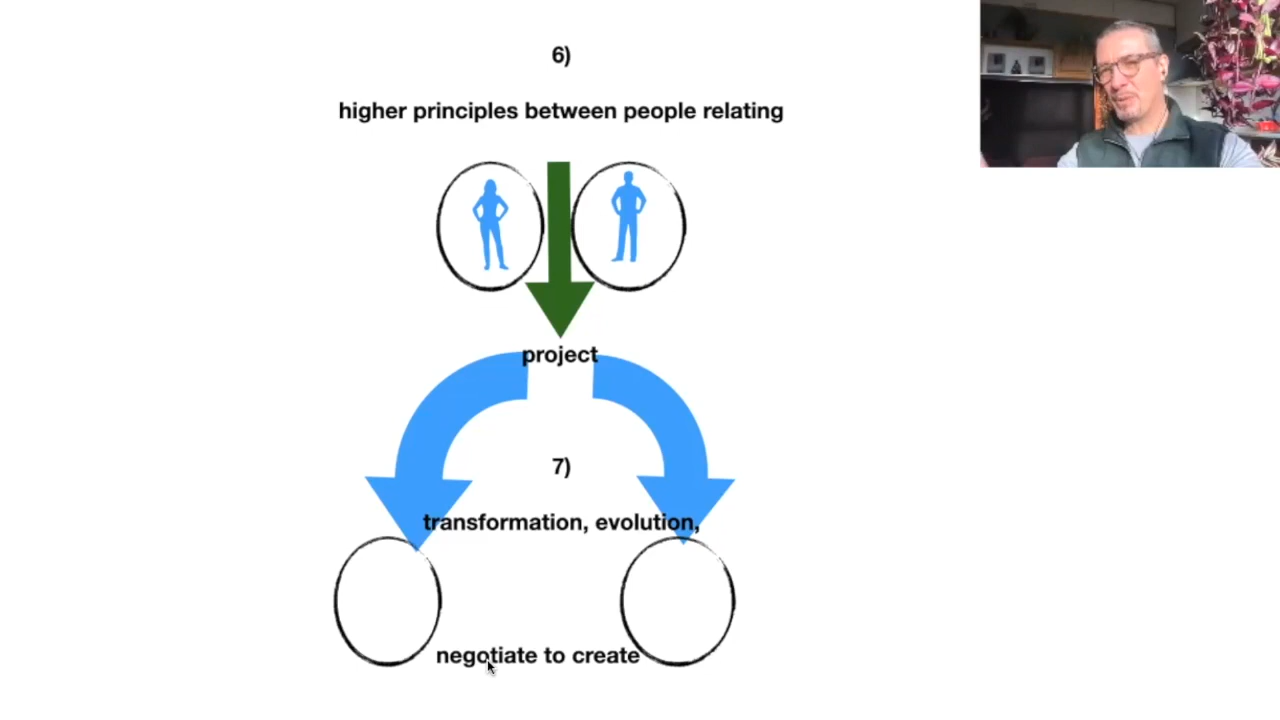 6)
higher principles between people relating
project
7)
transformation, evolution,
negotiate to create